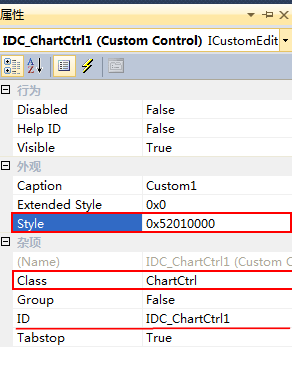 属性
IDC_ChartCtrl1 (Custom Control) ICustomEdit
行为
Disabled False
Help ID False
Visible True
外观
Caption Custom1
Extended Style 0x0
Style 0x52010000
杂项
(Name) IDC_ChartCtrl1 (Custom C
Class ChartCtrl
Group False
ID IDC_ChartCtrl1
Tabstop True